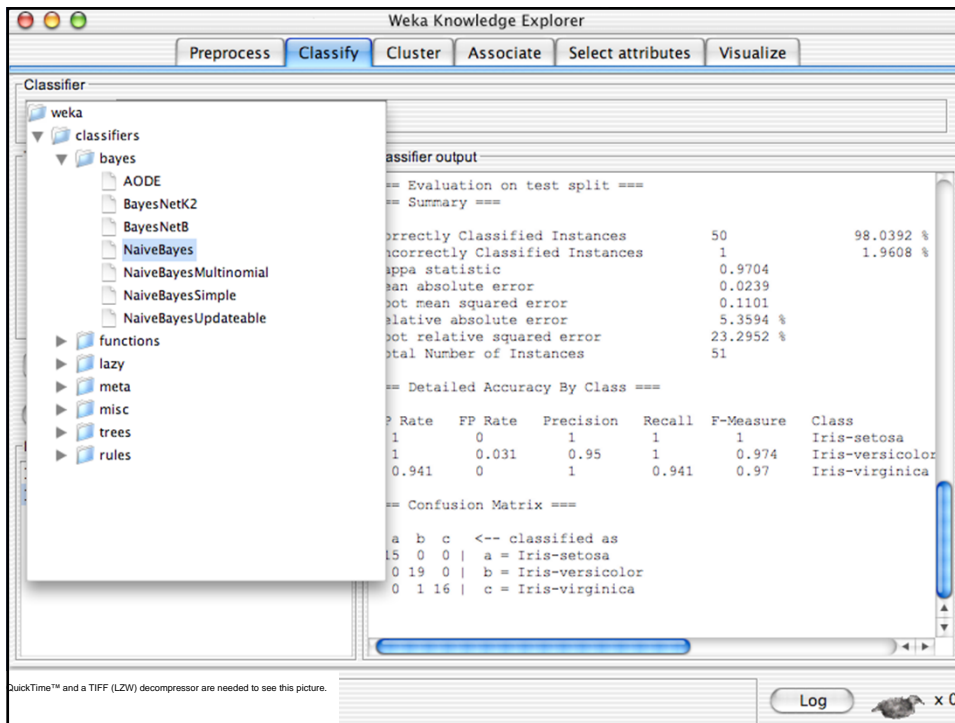 Weka Knowledge Explorer
Preprocess Classify Cluster Associate Select attributes Visualize
Classifier
weka
classifiers
bayes
AODE
BayesNetK2
BayesNetB
NaiveBayes
NaiveBayesMultinomial
NaiveBayesSimple
NaiveBayesUpdateable
functions
lazy
meta
misc
trees
rules
assifier output
== Evaluation on test split ===
== Summary ===
orrectly Classified Instances 50 98.0392 %
ncorrectly Classified Instances 1 1.9608 %
appa statistic 0.9704
ean absolute error 0.0239
oot mean squared error 0.1101
elative absolute error 5.3594 %
oot relative squared error 23.2952 %
otal Number of Instances 51
== Detailed Accuracy By Class ===
P Rate FP Rate Precision Recall F-Measure Class
1 0 1 1 1 Iris-setosa
1 0.031 0.95 1 0.974 Iris-versicolor
0.941 0 1 0.941 0.97 Iris-virginica
== Confusion Matrix ===
a b c <-- classified as
15 0 0 | a = Iris-setosa
0 19 0 | b = Iris-versicolor
0 1 16 | c = Iris-virginica
QuickTime™ and a TIFF (LZW) decompressor are needed to see this picture.
Log x 0